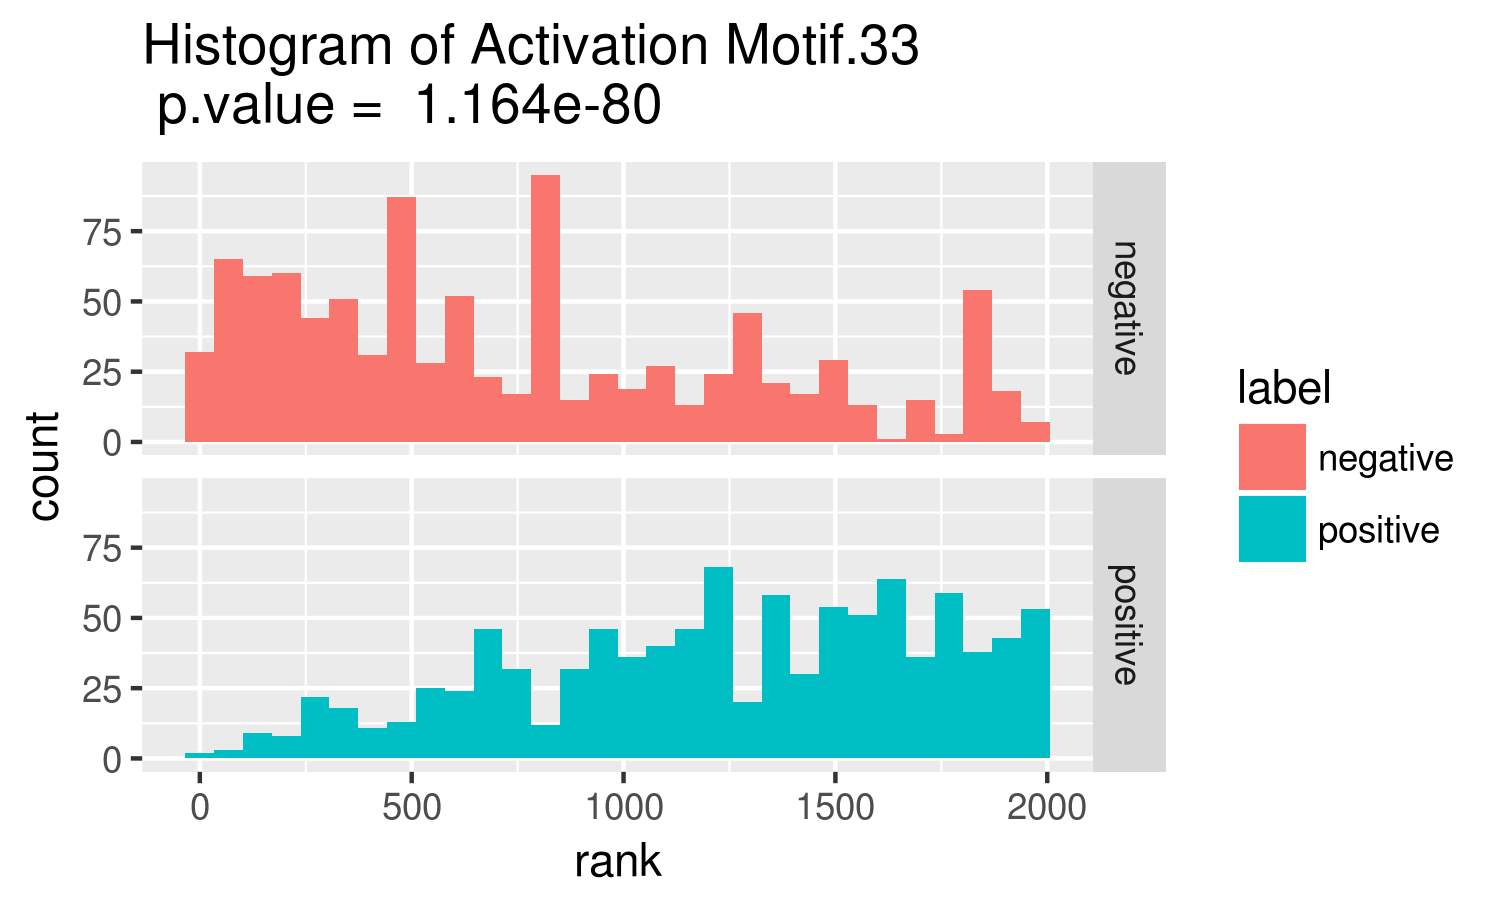 Histogram of Activation Motif.33
p.value = 1.164e-80
count
75
50
25
0
negative
75
50
25
0
positive
0 500 1000 1500 2000
rank
label
negative
positive